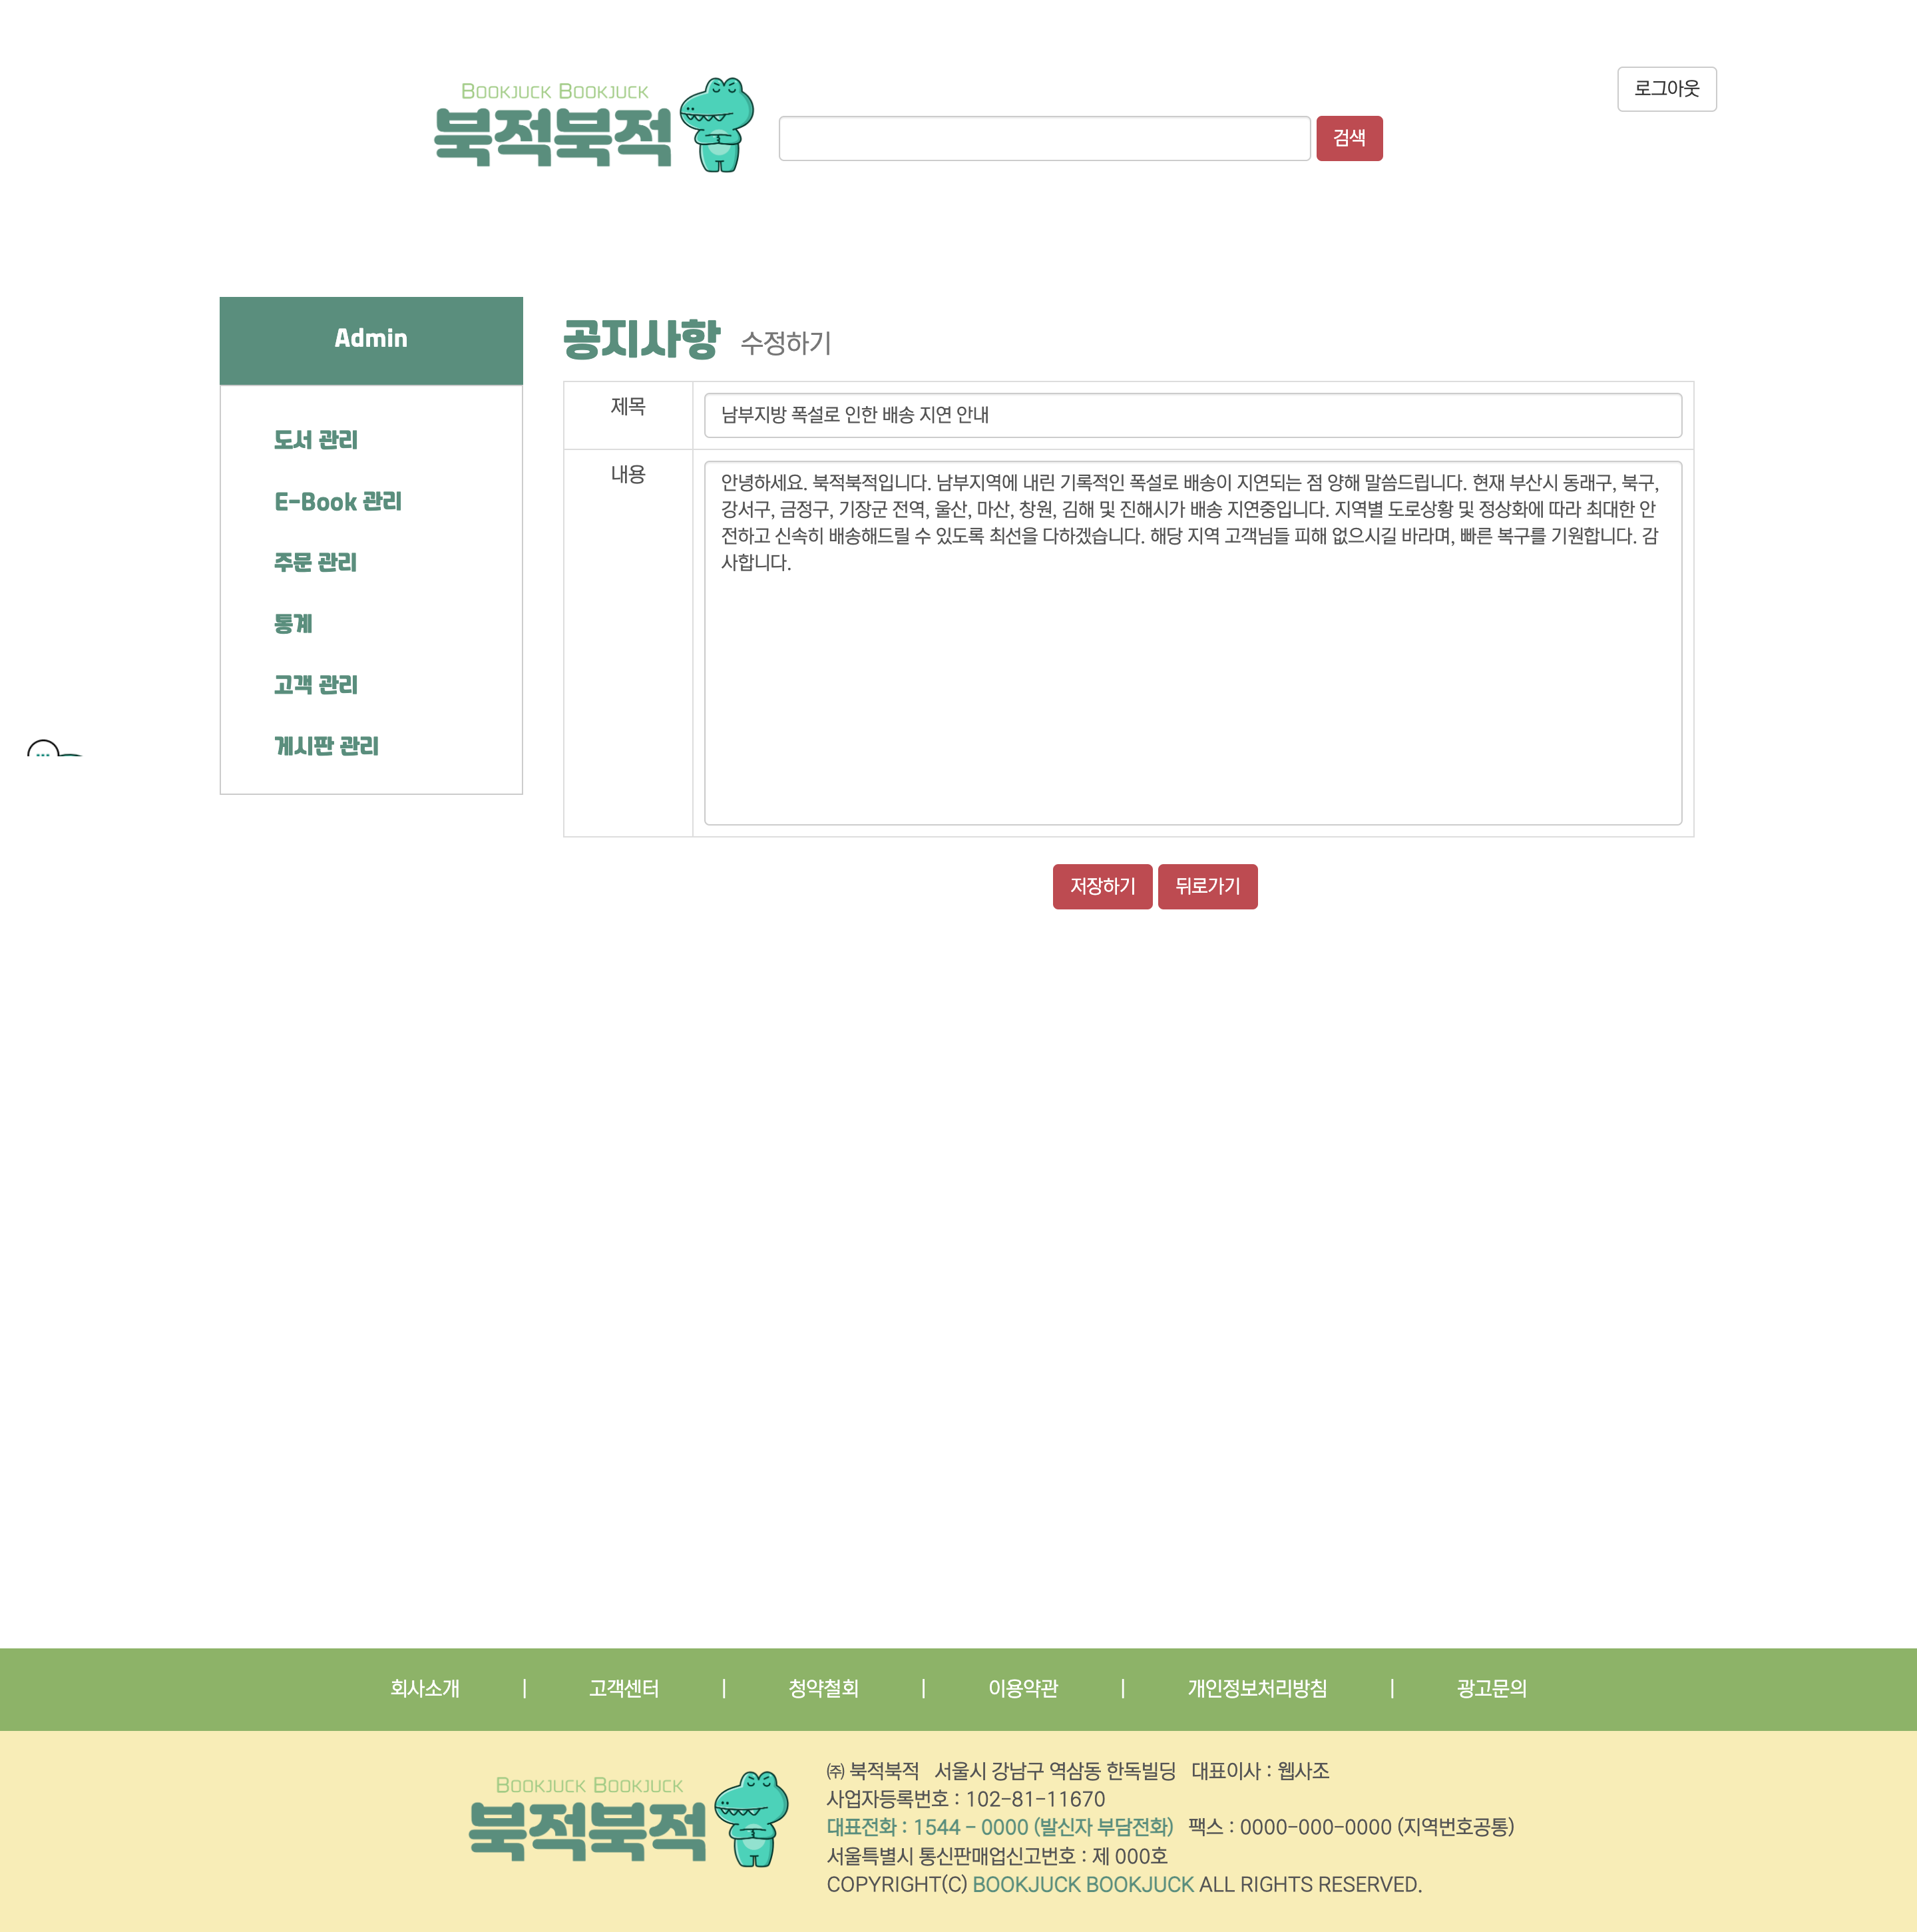 로그아웃
BOOKJUCK BOOKJUCK
북적북적
검색
Admin
도서 관리
E-Book 관리
주문 관리
통계
고객 관리
게시판 관리
공지사항 수정하기
제목
남부지방 폭설로 인한 배송 지연 안내
내용
안녕하세요. 북적북적입니다. 남부지역에 내린 기록적인 폭설로 배송이 지연되는 점 양해 말씀드립니다. 현재 부산시 동래구, 북구,
강서구, 금정구, 기장군 전역, 울산, 마산, 창원, 김해 및 진해시가 배송 지연중입니다. 지역별 도로상황 및 정상화에 따라 최대한 안
전하고 신속히 배송해드릴 수 있도록 최선을 다하겠습니다. 해당 지역 고객님들 피해 없으시길 바라며, 빠른 복구를 기원합니다. 감
사합니다.
저장하기 뒤로가기
회사소개 | 고객센터 | 청약철회 | 이용약관 | 개인정보처리방침 | 광고문의
BOOKJUCK BOOKJUCK
북적북적
㈜ 북적북적 서울시 강남구 역삼동 한독빌딩 대표이사 : 웹사조
사업자등록번호 : 102-81-11670
대표전화 : 1544 - 0000 (발신자 부담전화) 팩스 : 0000-000-0000 (지역번호공통)
서울특별시 통신판매업신고번호 : 제 000호
COPYRIGHT(C) BOOKJUCK BOOKJUCK ALL RIGHTS RESERVED.